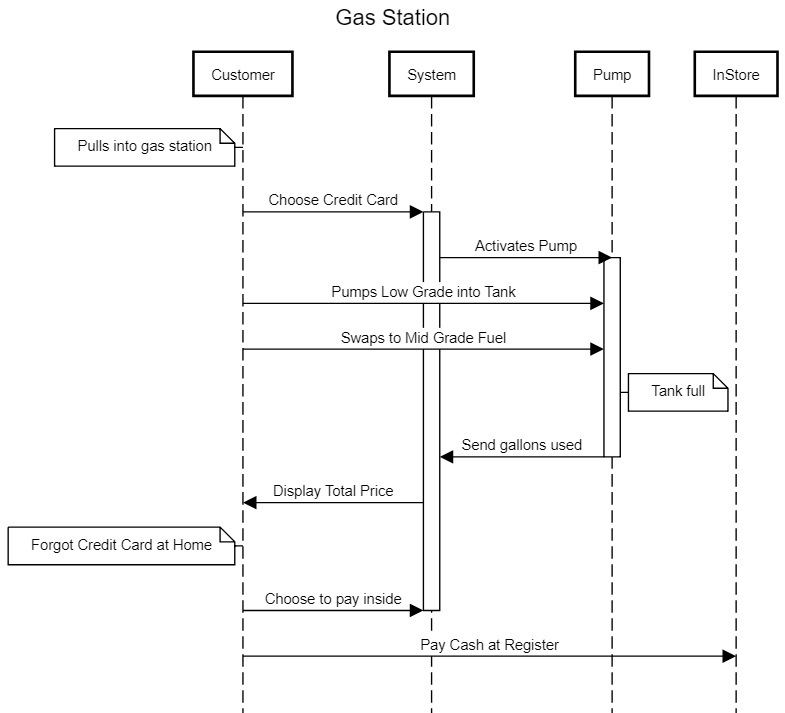 Gas Station
Customer
System
Pump
InStore
Pulls into gas station
Choose Credit Card
Activates Pump
Pumps Low Grade into Tank
Swaps to Mid Grade Fuel
Tank full
Send gallons used
Display Total Price
Forgot Credit Card at Home
Choose to pay inside
Pay Cash at Register